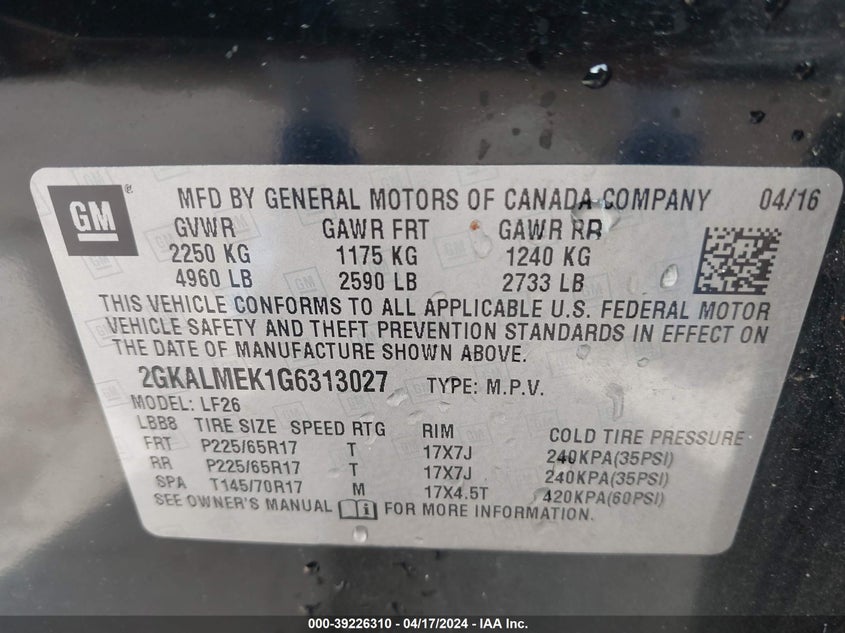 GM ®
MFD BY GENERAL MOTORS OF CANADA COMPANY 04/16
GVWR GAWR FRT GAWR RR
2250 KG 1175 KG 1240 KG
4960 LB 2590 LB 2733 LB
THIS VEHICLE CONFORMS TO ALL APPLICABLE U.S. FEDERAL MOTOR
VEHICLE SAFETY AND THEFT PREVENTION STANDARDS IN EFFECT ON
THE DATE OF MANUFACTURE SHOWN ABOVE.
2GKALMEK1G6313027 TYPE: M.P.V.
MODEL: LF26
LBB8 TIRE SIZE SPEED RTG RIM COLD TIRE PRESSURE
FRT P225/65R17 T 17X7J 240KPA(35PSI)
RR P225/65R17 T 17X7J 240KPA(35PSI)
SPA T145/70R17 M 17X4.5T 420KPA(60PSI)
SEE OWNER'S MANUAL FOR MORE INFORMATION.
000-39226310 - 04/17/2024 - IAA Inc.